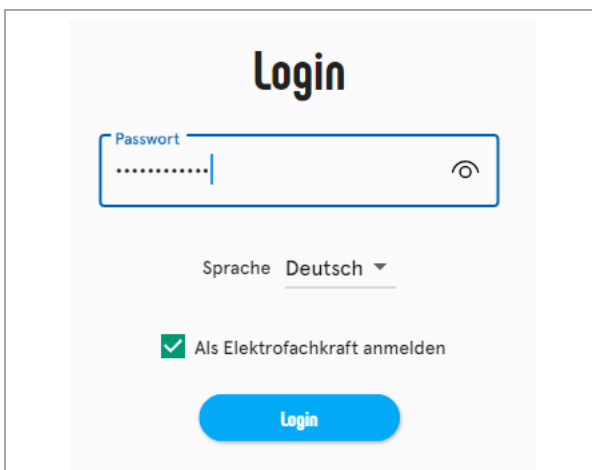 Login
Passwort
••••••••••••
Sprache Deutsch
Als Elektrofachkraft anmelden
Login